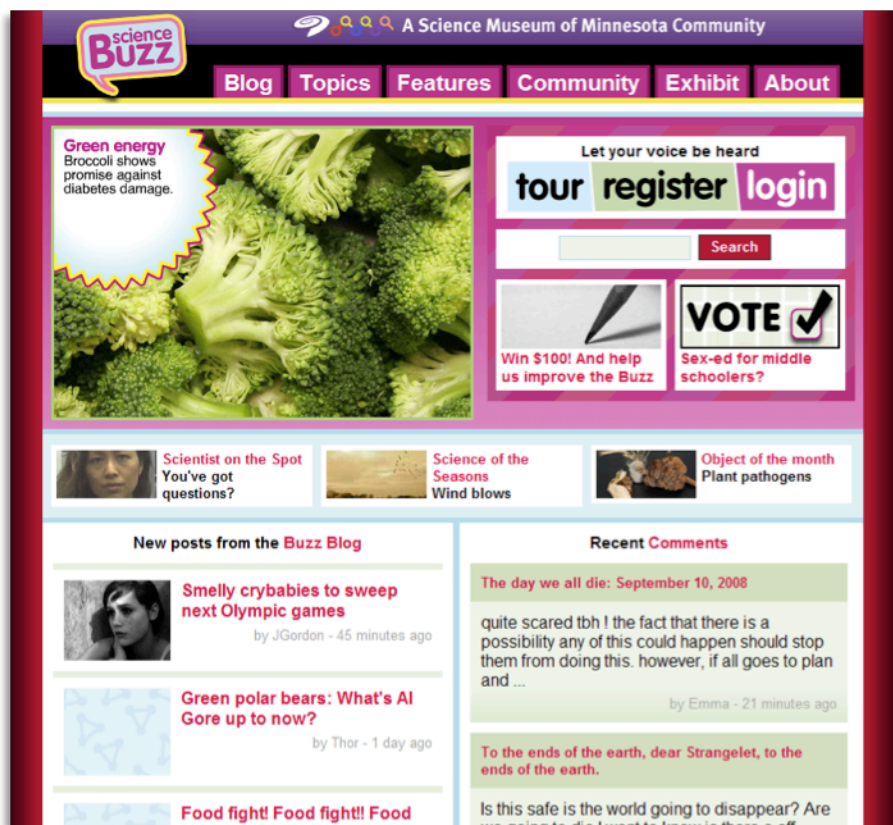 science
Buzz
A Science Museum of Minnesota Community
Blog
Topics
Features
Community
Exhibit
About
Green energy
Broccoli shows
promise against
diabetes damage.
Let your voice be heard
tour register login
Search
Win $100! And help
us improve the Buzz
VOTE
Sex-ed for middle
schoolers?
Scientist on the Spot
You've got
questions?
Science of the
Seasons
Wind blows
Object of the month
Plant pathogens
New posts from the Buzz Blog
Smelly crybabies to sweep
next Olympic games
by JGordon - 45 minutes ago
Green polar bears: What's Al
Gore up to now?
by Thor - 1 day ago
Food fight! Food fight!! Food
Recent Comments
The day we all die: September 10, 2008
quite scared tbh ! the fact that there is a
possibility any of this could happen should stop
them from doing this. however, if all goes to plan
and ...
by Emma - 21 minutes ago
To the ends of the earth, dear Strangelet, to the
ends of the earth.
Is this safe is the world going to disappear? Are